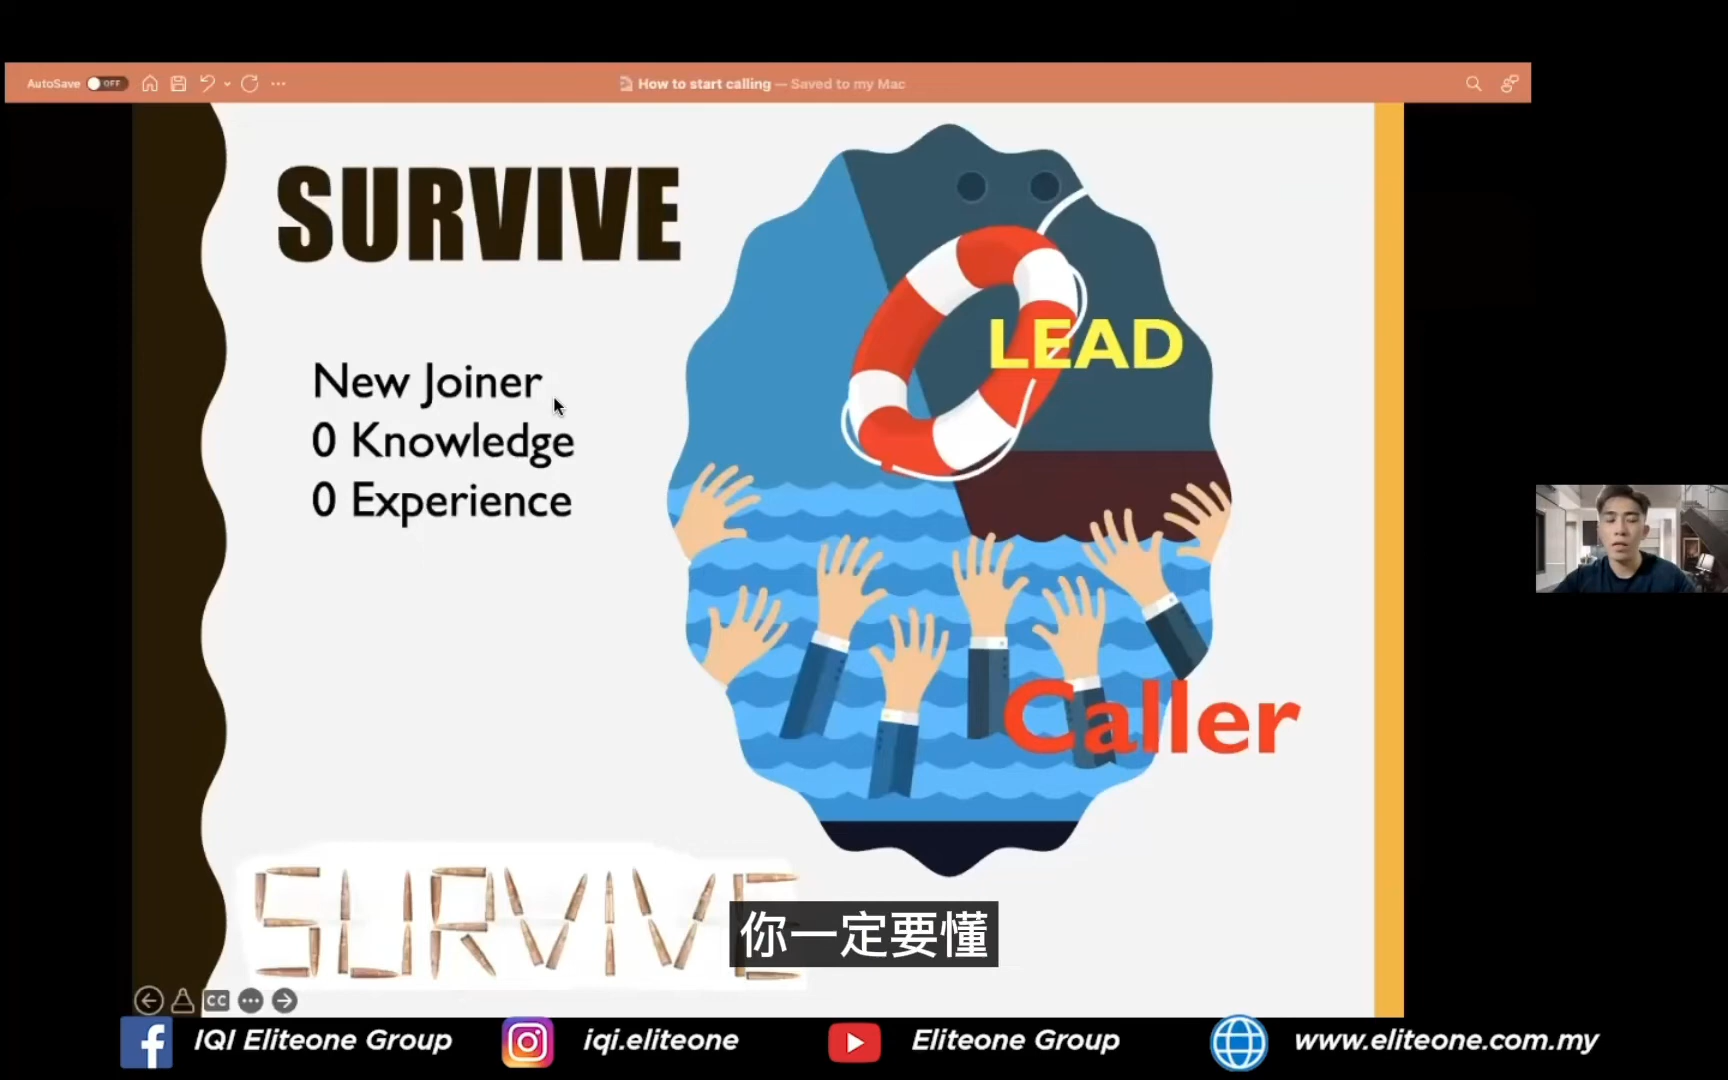 AutoSave OFF
How to start calling — Saved to my Mac
SURVIVE
LEAD
New Joiner
0 Knowledge
0 Experience
Caller
SURVIVE
你一定要懂
CC
IQI Eliteone Group
iqi.eliteone
Eliteone Group
www.eliteone.com.my